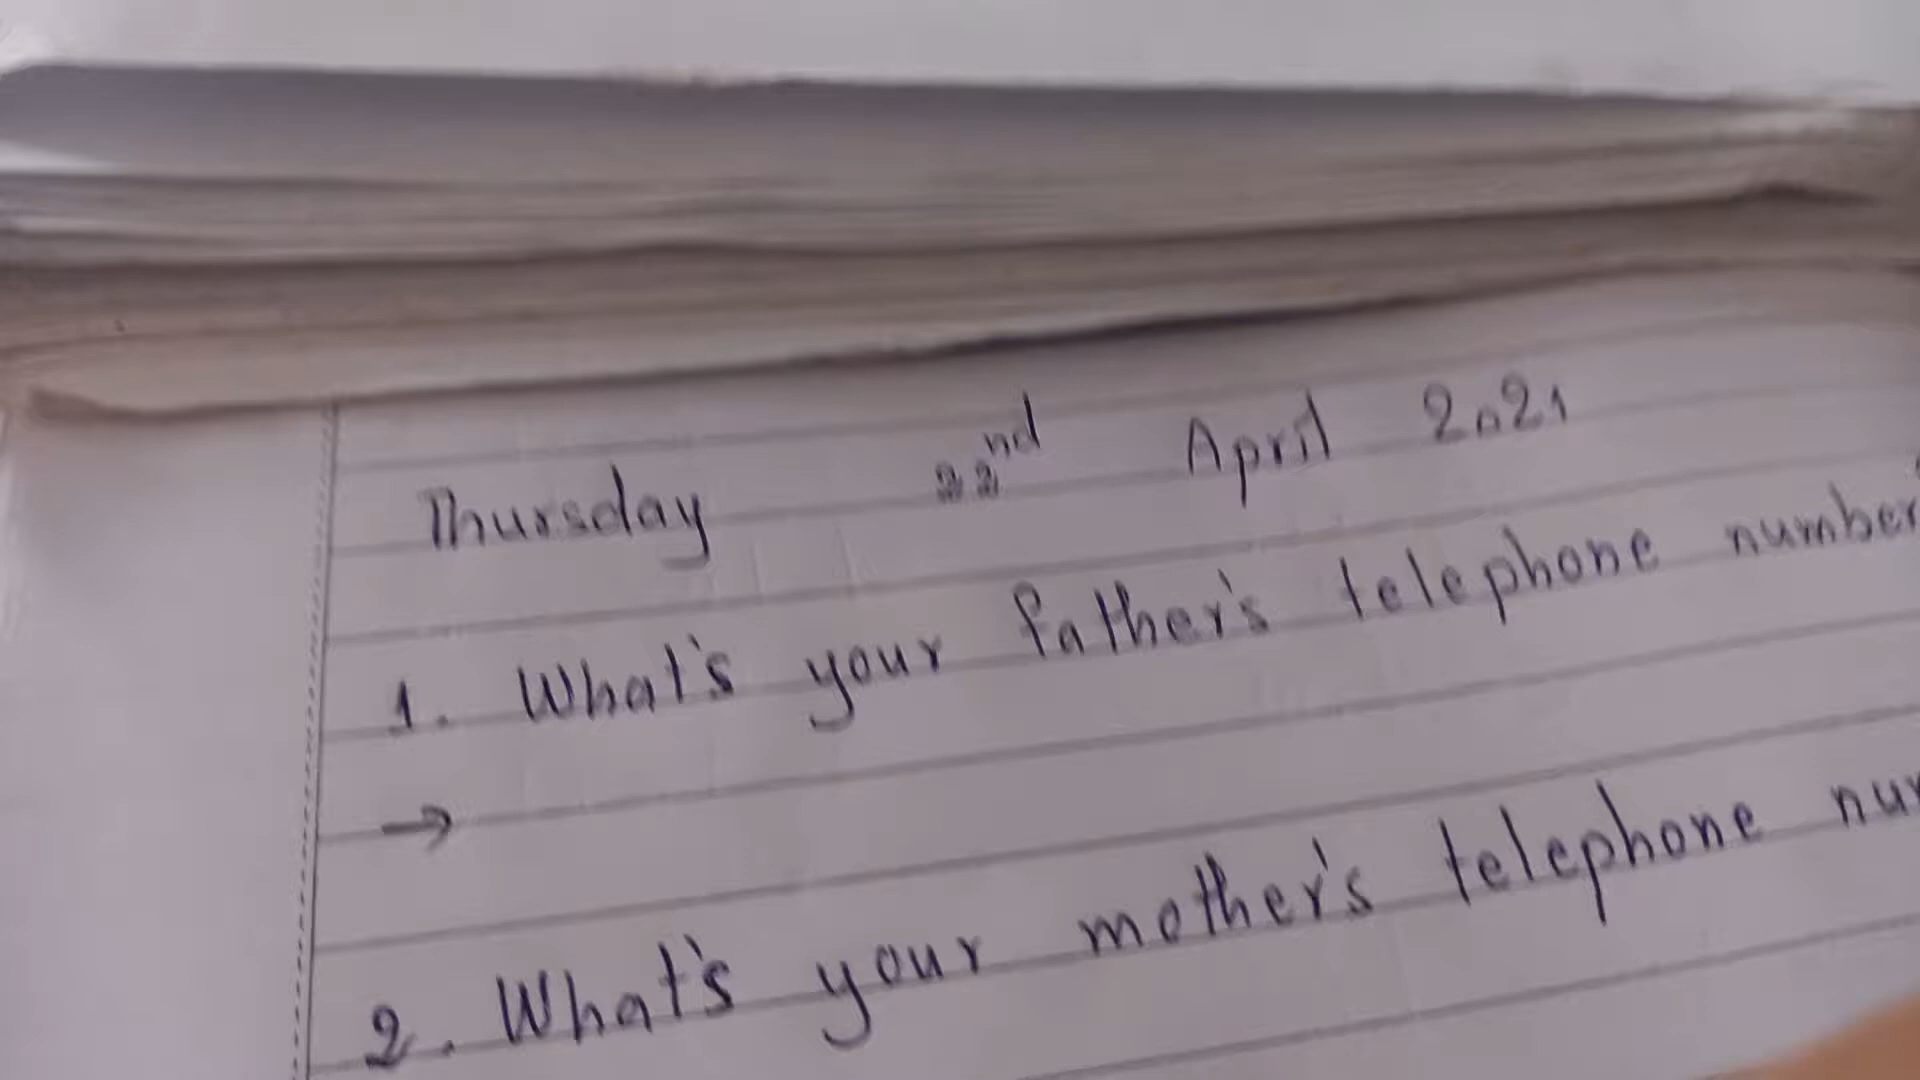 Thursday 22nd April 2021
1. What's your father's telephone number
→
2. What's your mother's telephone